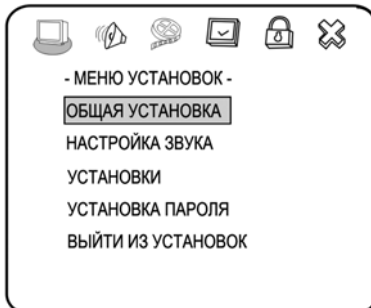 - МЕНЮ УСТАНОВОК -
ОБЩАЯ УСТАНОВКА
НАСТРОЙКА ЗВУКА
УСТАНОВКИ
УСТАНОВКА ПАРОЛЯ
ВЫЙТИ ИЗ УСТАНОВОК